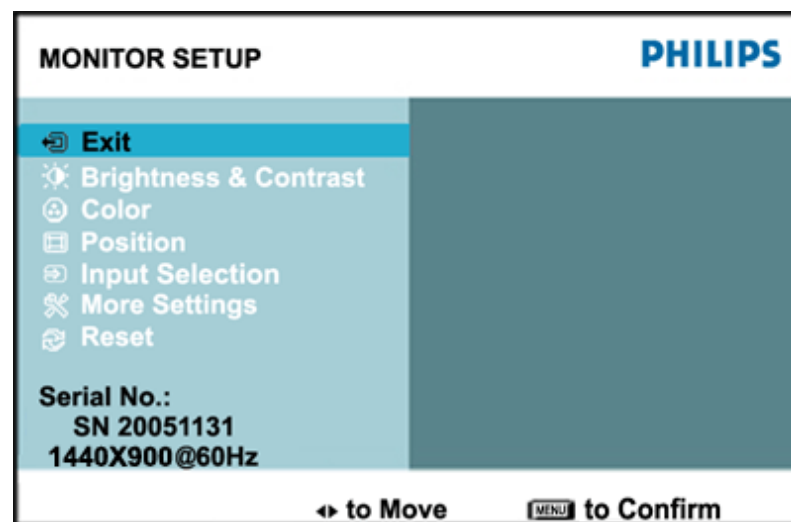 MONITOR SETUP
PHILIPS
Exit
Brightness & Contrast
Color
Position
Input Selection
More Settings
Reset
Serial No.:
SN 20051131
1440X900@60Hz
to Move
MENU to Confirm